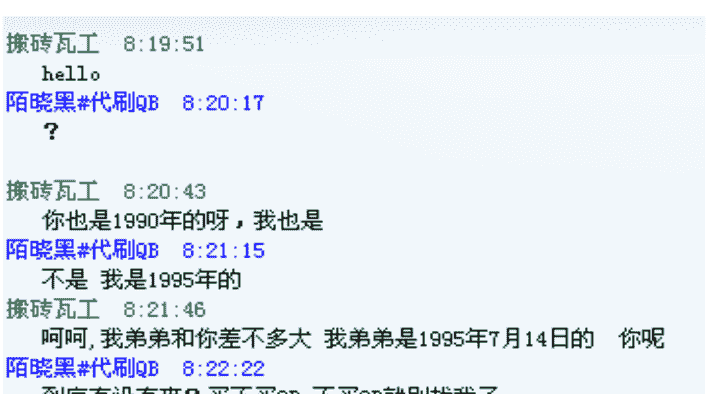 搬砖瓦工 8:19:51
hello
陌晓黑#代刷QB 8:20:17
？
搬砖瓦工 8:20:43
你也是1990年的呀，我也是
陌晓黑#代刷QB 8:21:15
不是 我是1995年的
搬砖瓦工 8:21:46
呵呵,我弟弟和你差不多大 我弟弟是1995年7月14日的 你呢
陌晓黑#代刷QB 8:22:22